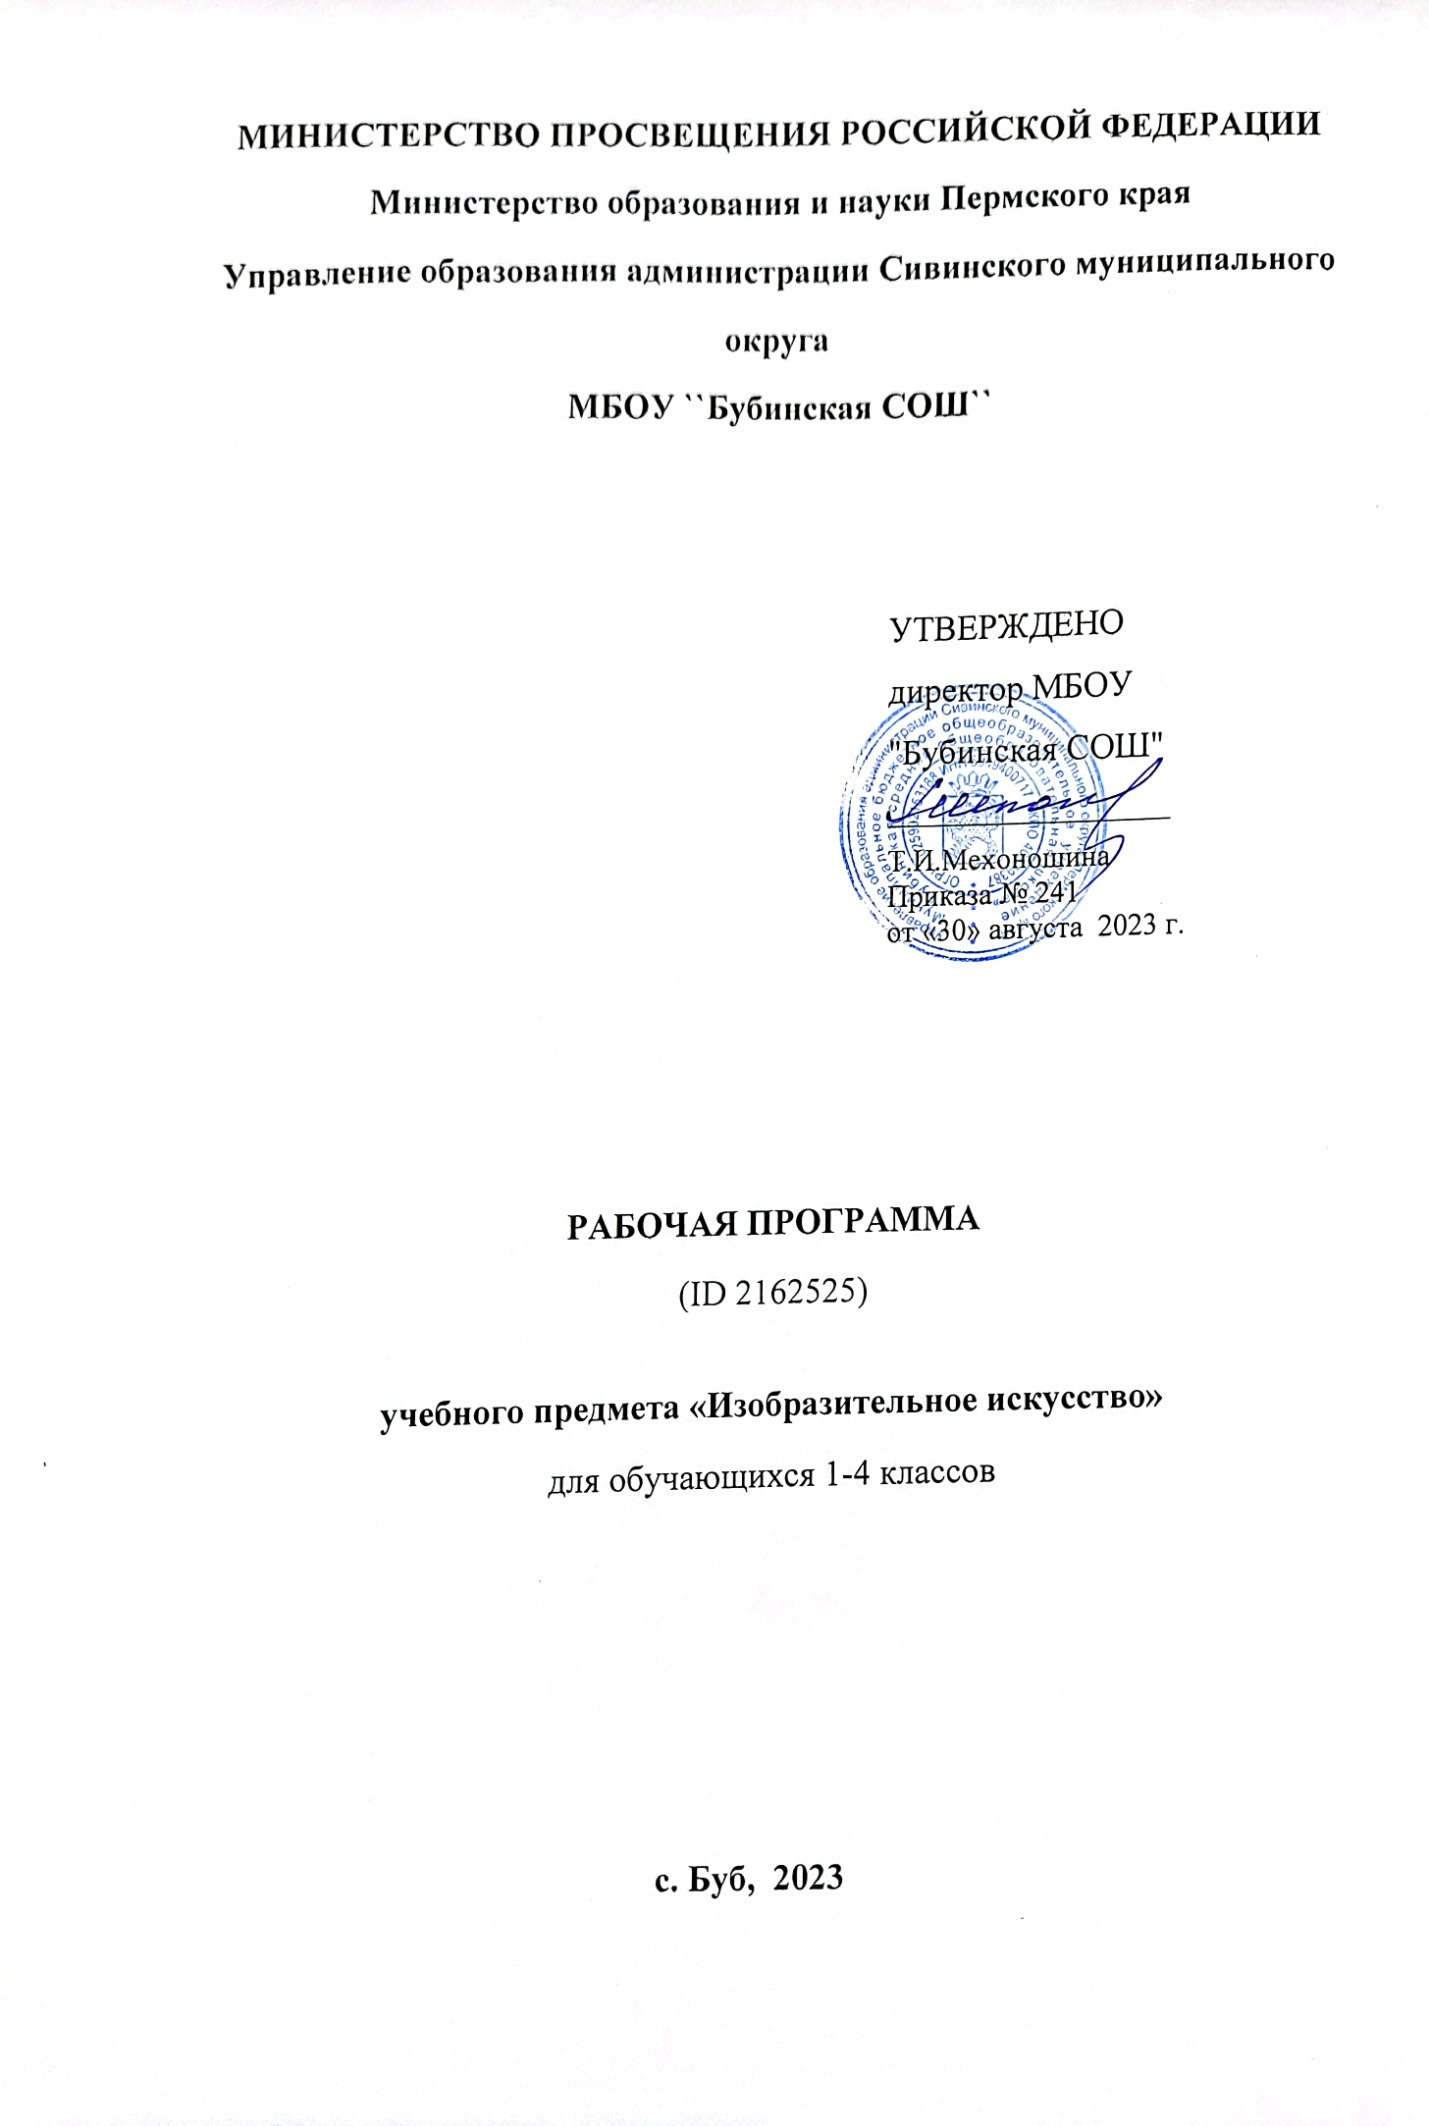 МИНИСТЕРСТВО ПРОСВЕЩЕНИЯ РОССИЙСКОЙ ФЕДЕРАЦИИ
Министерство образования и науки Пермского края
Управление образования администрации Сивинского муниципального
округа
МБОУ ``Бубинская СОШ``
УТВЕРЖДЕНО
директор МБОУ
"Бубинская СОШ"
Т.И.Мехоношина
Приказа № 241
от «30» августа 2023 г.
РАБОЧАЯ ПРОГРАММА
(ID 2162525)
учебного предмета «Изобразительное искусство»
для обучающихся 1-4 классов
с. Буб, 2023